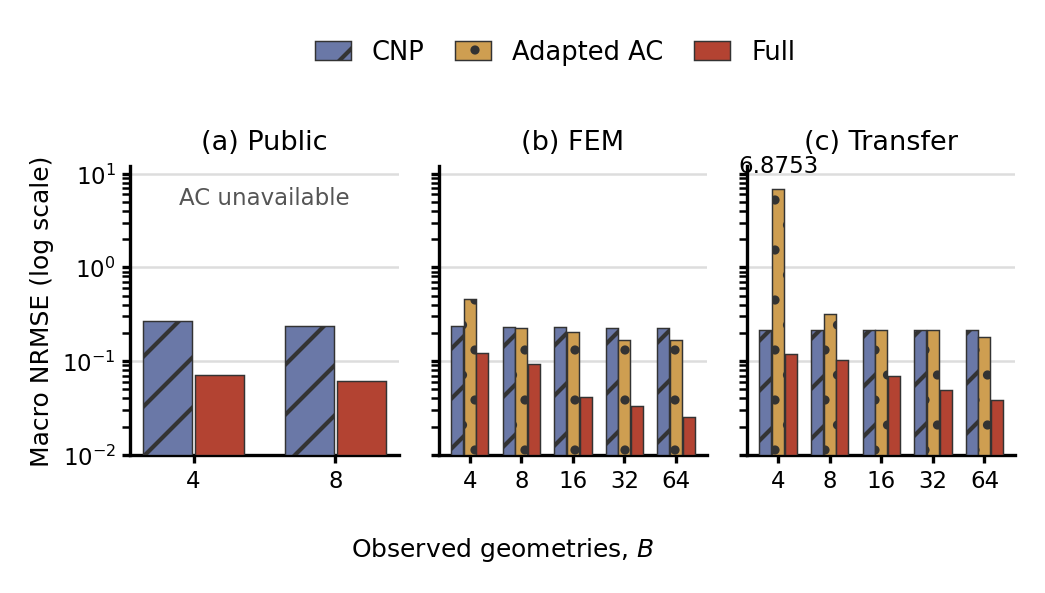 CNP Adapted AC Full
(a) Public (b) FEM (c) Transfer
Macro NRMSE (log scale)
10^1
10^0
10^-1
10^-2
AC unavailable
6.8753
4 8
4 8 16 32 64
4 8 16 32 64
Observed geometries, B